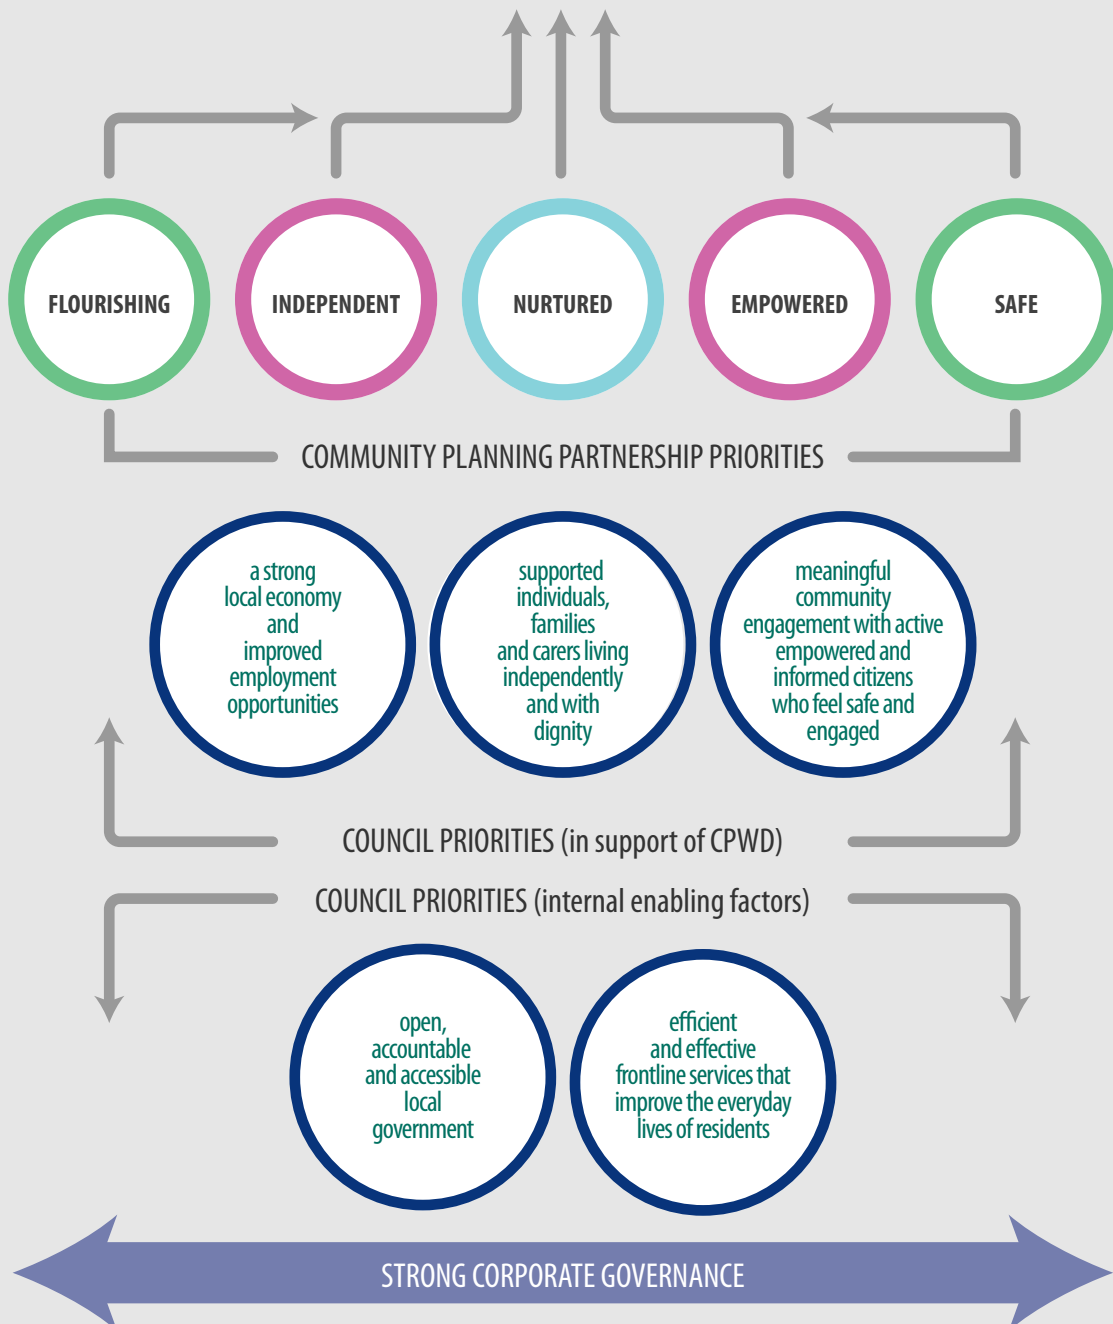 FLOURISHING
INDEPENDENT
NURTURED
EMPOWERED
SAFE
COMMUNITY PLANNING PARTNERSHIP PRIORITIES
a strong
local economy
and
improved
employment
opportunities
supported
individuals,
families
and carers living
independently
and with
dignity
meaningful
community
engagement with active
empowered and
informed citizens
who feel safe and
engaged
COUNCIL PRIORITIES (in support of CPWD)
COUNCIL PRIORITIES (internal enabling factors)
open,
accountable
and accessible
local
government
efficient
and effective
frontline services that
improve the everyday
lives of residents
STRONG CORPORATE GOVERNANCE